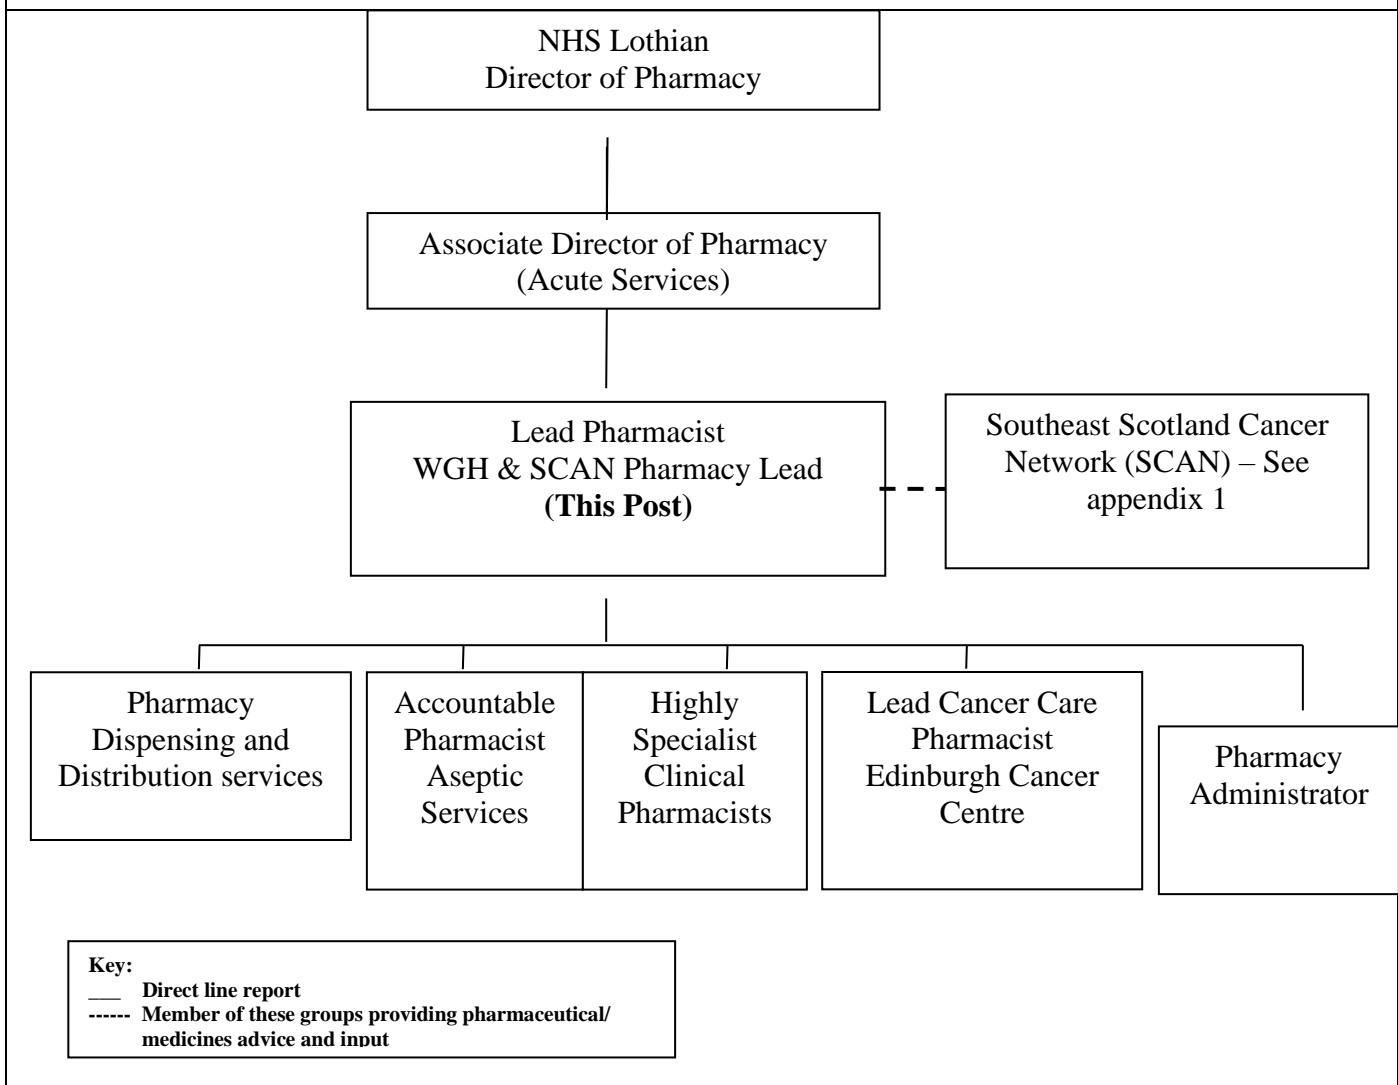 NHS Lothian
Director of Pharmacy
Associate Director of Pharmacy
(Acute Services)
Lead Pharmacist
WGH & SCAN Pharmacy Lead
(This Post)
Southeast Scotland Cancer
Network (SCAN) – See
appendix 1
Pharmacy
Dispensing and
Distribution services
Accountable
Pharmacist
Aseptic
Services
Highly
Specialist
Clinical
Pharmacists
Lead Cancer Care
Pharmacist
Edinburgh Cancer
Centre
Pharmacy
Administrator
Key:
___ Direct line report
------ Member of these groups providing pharmaceutical/
medicines advice and input